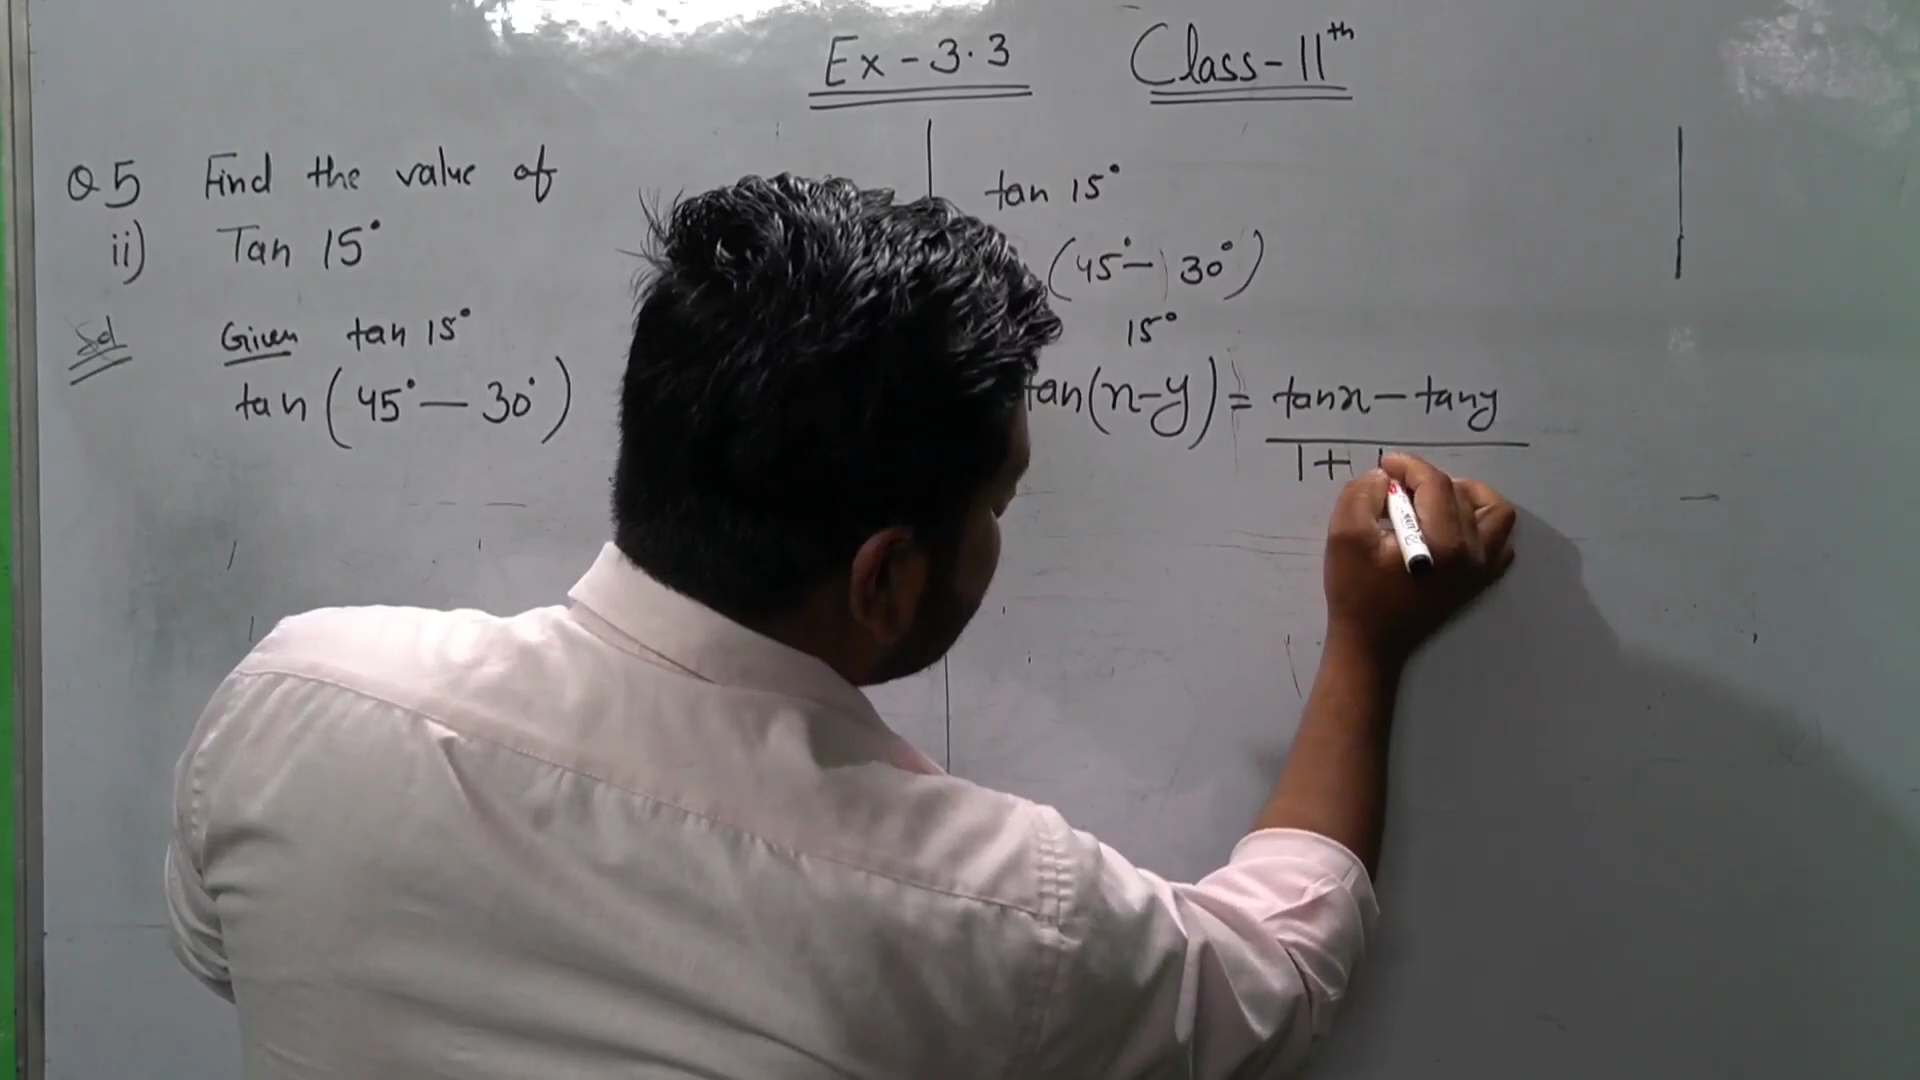 Ex - 3.3 Class - 11th
Q5 Find the value of
ii) Tan 15°
Sol Given tan 15°
tan (45° — 30°)
tan 15°
(45° - 30°)
15°
tan(x-y) = tanx - tany
1+